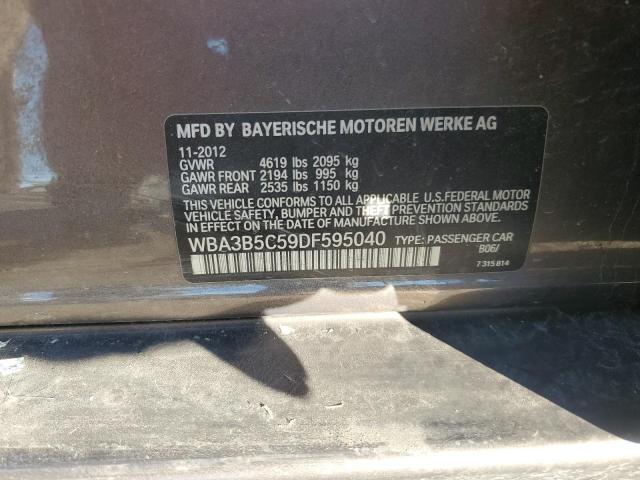 MFD BY BAYERISCHE MOTOREN WERKE AG
11-2012
GVWR 4619 lbs 2095 kg
GAWR FRONT 2194 lbs 995 kg
GAWR REAR 2535 lbs 1150 kg
THIS VEHICLE CONFORMS TO ALL APPLICABLE U.S.FEDERAL MOTOR
VEHICLE SAFETY, BUMPER AND THEFT PREVENTION STANDARDS
IN EFFECT ON THE DATE OF MANUFACTURE SHOWN ABOVE.
WBA3B5C59DF595040 TYPE: PASSENGER CAR
B06/
7315814